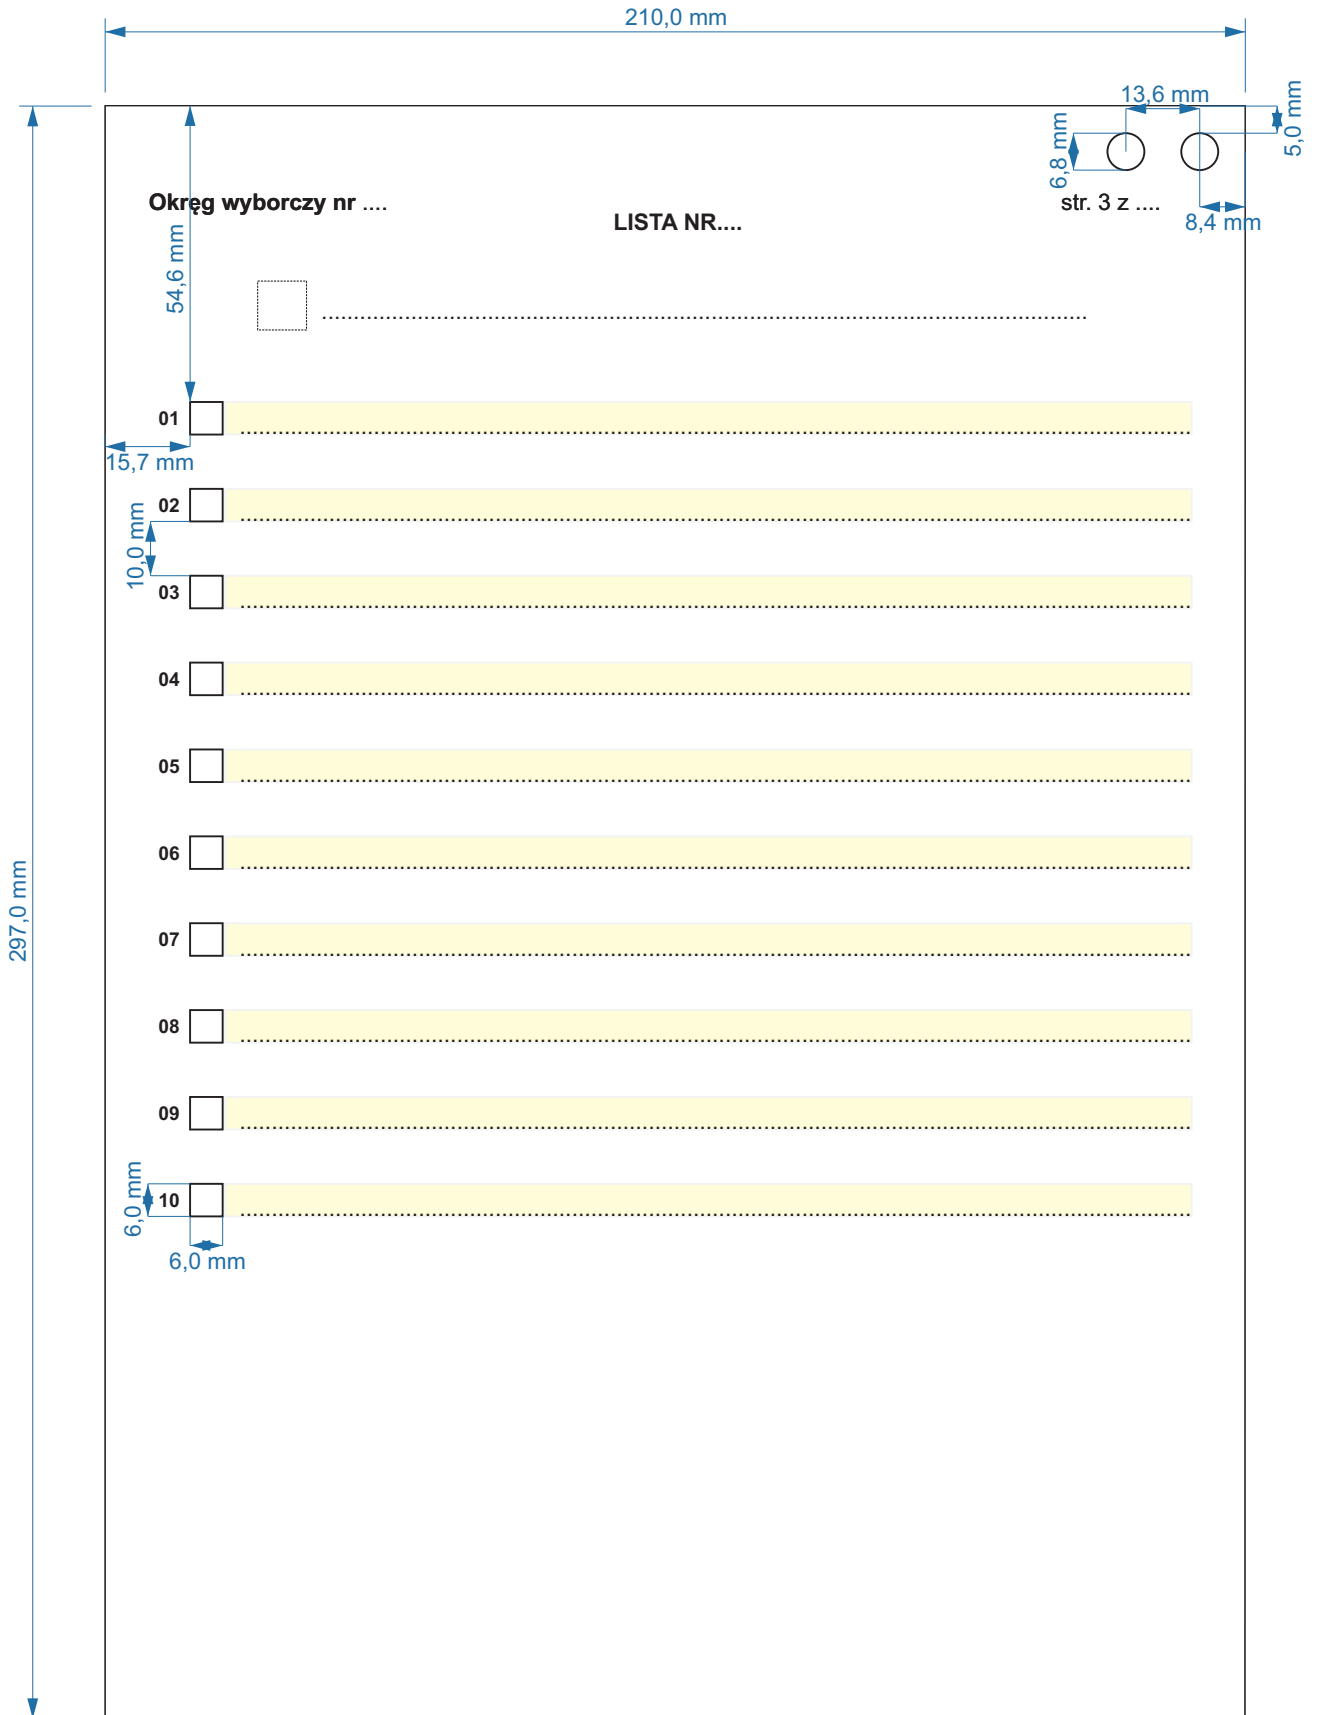 210,0 mm
13,6 mm
5,0 mm
6,8 mm
Okręg wyborczy nr ....
str. 3 z ....
LISTA NR....
8,4 mm
54,6 mm
..........................................................................................................................
01 ......................................................................................................................................................
15,7 mm
02 ......................................................................................................................................................
10,0 mm
03 ......................................................................................................................................................
04 ......................................................................................................................................................
05 ......................................................................................................................................................
06 ......................................................................................................................................................
297,0 mm
07 ......................................................................................................................................................
08 ......................................................................................................................................................
09 ......................................................................................................................................................
6,0 mm
10 ......................................................................................................................................................
6,0 mm